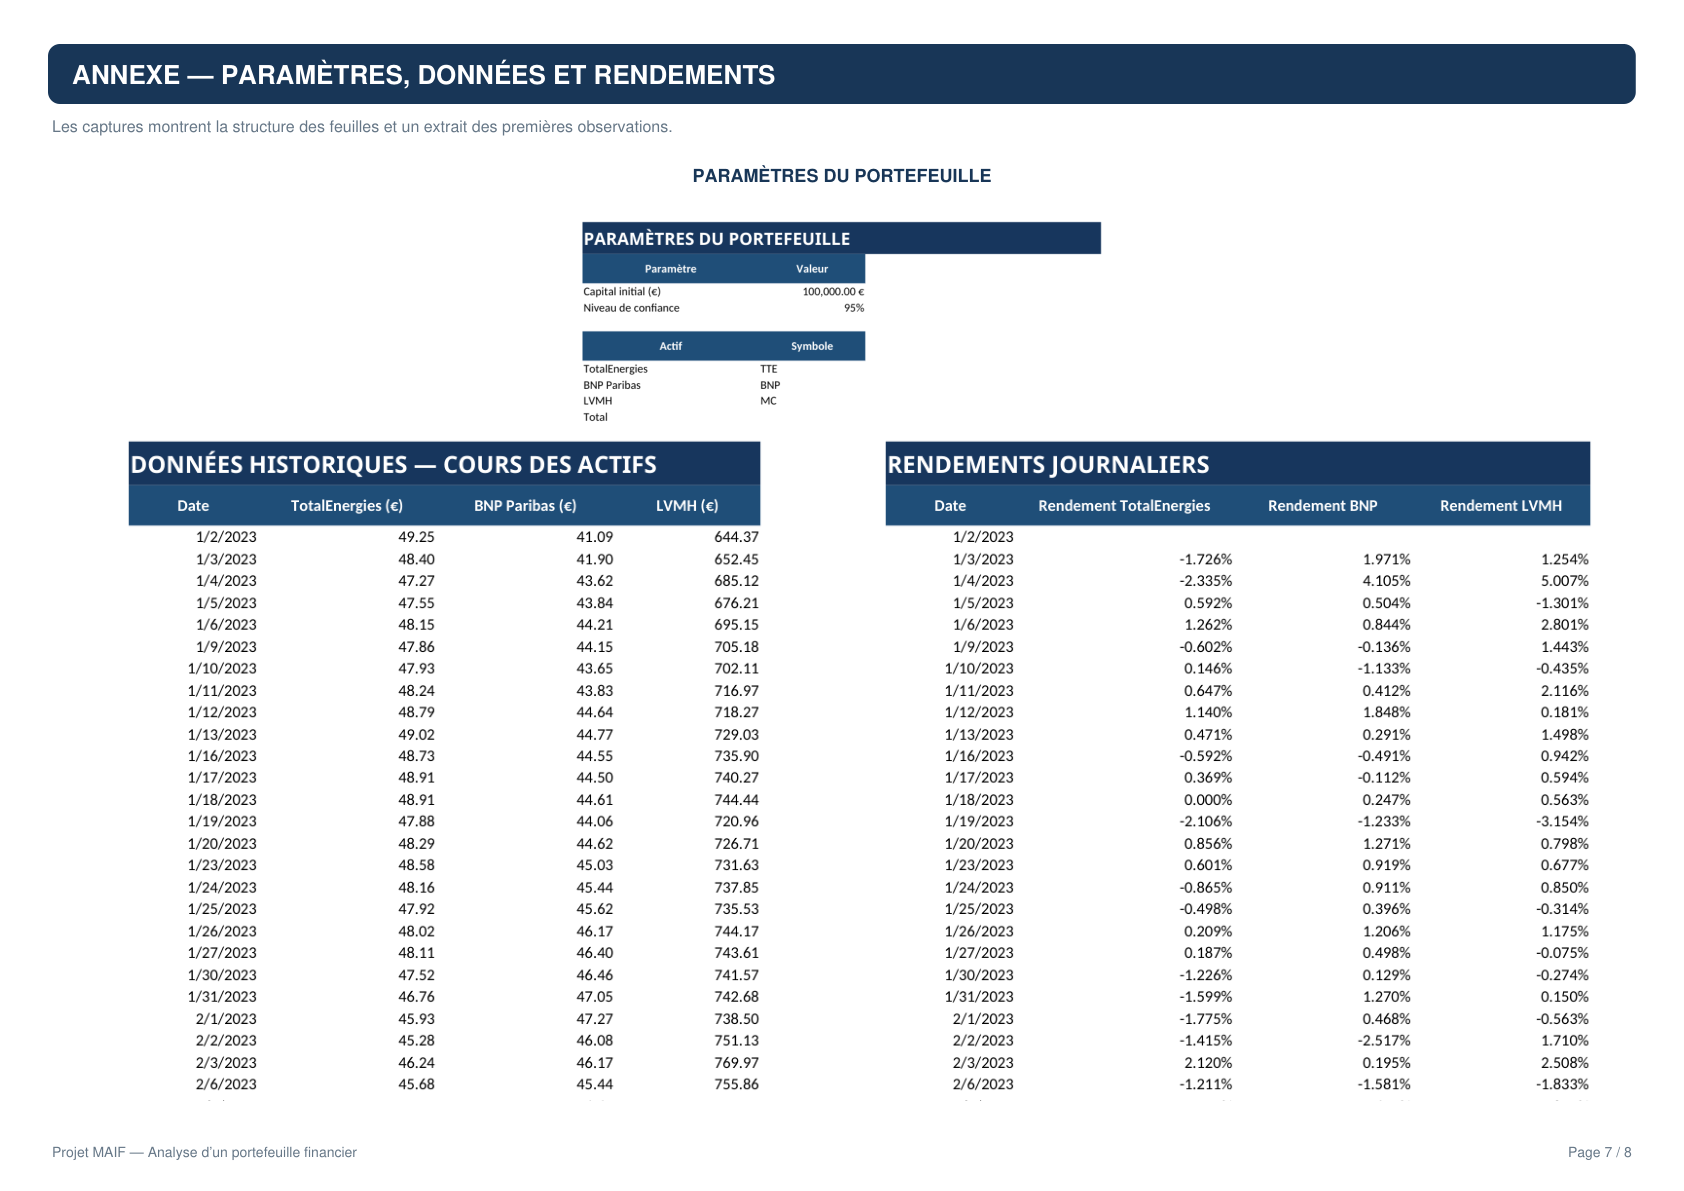 ANNEXE — PARAMÈTRES, DONNÉES ET RENDEMENTS
Les captures montrent la structure des feuilles et un extrait des premières observations.
PARAMÈTRES DU PORTEFEUILLE
PARAMÈTRES DU PORTEFEUILLE
Paramètre Valeur
Capital initial (€) 100,000.00 €
Niveau de confiance 95%
Actif Symbole
TotalEnergies TTE
BNP Paribas BNP
LVMH MC
Total
DONNÉES HISTORIQUES — COURS DES ACTIFS
Date TotalEnergies (€) BNP Paribas (€) LVMH (€)
1/2/2023 49.25 41.09 644.37
1/3/2023 48.40 41.90 652.45
1/4/2023 47.27 43.62 685.12
1/5/2023 47.55 43.84 676.21
1/6/2023 48.15 44.21 695.15
1/9/2023 47.86 44.15 705.18
1/10/2023 47.93 43.65 702.11
1/11/2023 48.24 43.83 716.97
1/12/2023 48.79 44.64 718.27
1/13/2023 49.02 44.77 729.03
1/16/2023 48.73 44.55 735.90
1/17/2023 48.91 44.50 740.27
1/18/2023 48.91 44.61 744.44
1/19/2023 47.88 44.06 720.96
1/20/2023 48.29 44.62 726.71
1/23/2023 48.58 45.03 731.63
1/24/2023 48.16 45.44 737.85
1/25/2023 47.92 45.62 735.53
1/26/2023 48.02 46.17 744.17
1/27/2023 48.11 46.40 743.61
1/30/2023 47.52 46.46 741.57
1/31/2023 46.76 47.05 742.68
2/1/2023 45.93 47.27 738.50
2/2/2023 45.28 46.08 751.13
2/3/2023 46.24 46.17 769.97
2/6/2023 45.68 45.44 755.86
RENDEMENTS JOURNALIERS
Date Rendement TotalEnergies Rendement BNP Rendement LVMH
1/2/2023
1/3/2023 -1.726% 1.971% 1.254%
1/4/2023 -2.335% 4.105% 5.007%
1/5/2023 0.592% 0.504% -1.301%
1/6/2023 1.262% 0.844% 2.801%
1/9/2023 -0.602% -0.136% 1.443%
1/10/2023 0.146% -1.133% -0.435%
1/11/2023 0.647% 0.412% 2.116%
1/12/2023 1.140% 1.848% 0.181%
1/13/2023 0.471% 0.291% 1.498%
1/16/2023 -0.592% -0.491% 0.942%
1/17/2023 0.369% -0.112% 0.594%
1/18/2023 0.000% 0.247% 0.563%
1/19/2023 -2.106% -1.233% -3.154%
1/20/2023 0.856% 1.271% 0.798%
1/23/2023 0.601% 0.919% 0.677%
1/24/2023 -0.865% 0.911% 0.850%
1/25/2023 -0.498% 0.396% -0.314%
1/26/2023 0.209% 1.206% 1.175%
1/27/2023 0.187% 0.498% -0.075%
1/30/2023 -1.226% 0.129% -0.274%
1/31/2023 -1.599% 1.270% 0.150%
2/1/2023 -1.775% 0.468% -0.563%
2/2/2023 -1.415% -2.517% 1.710%
2/3/2023 2.120% 0.195% 2.508%
2/6/2023 -1.211% -1.581% -1.833%
Projet MAIF — Analyse d'un portefeuille financier
Page 7 / 8